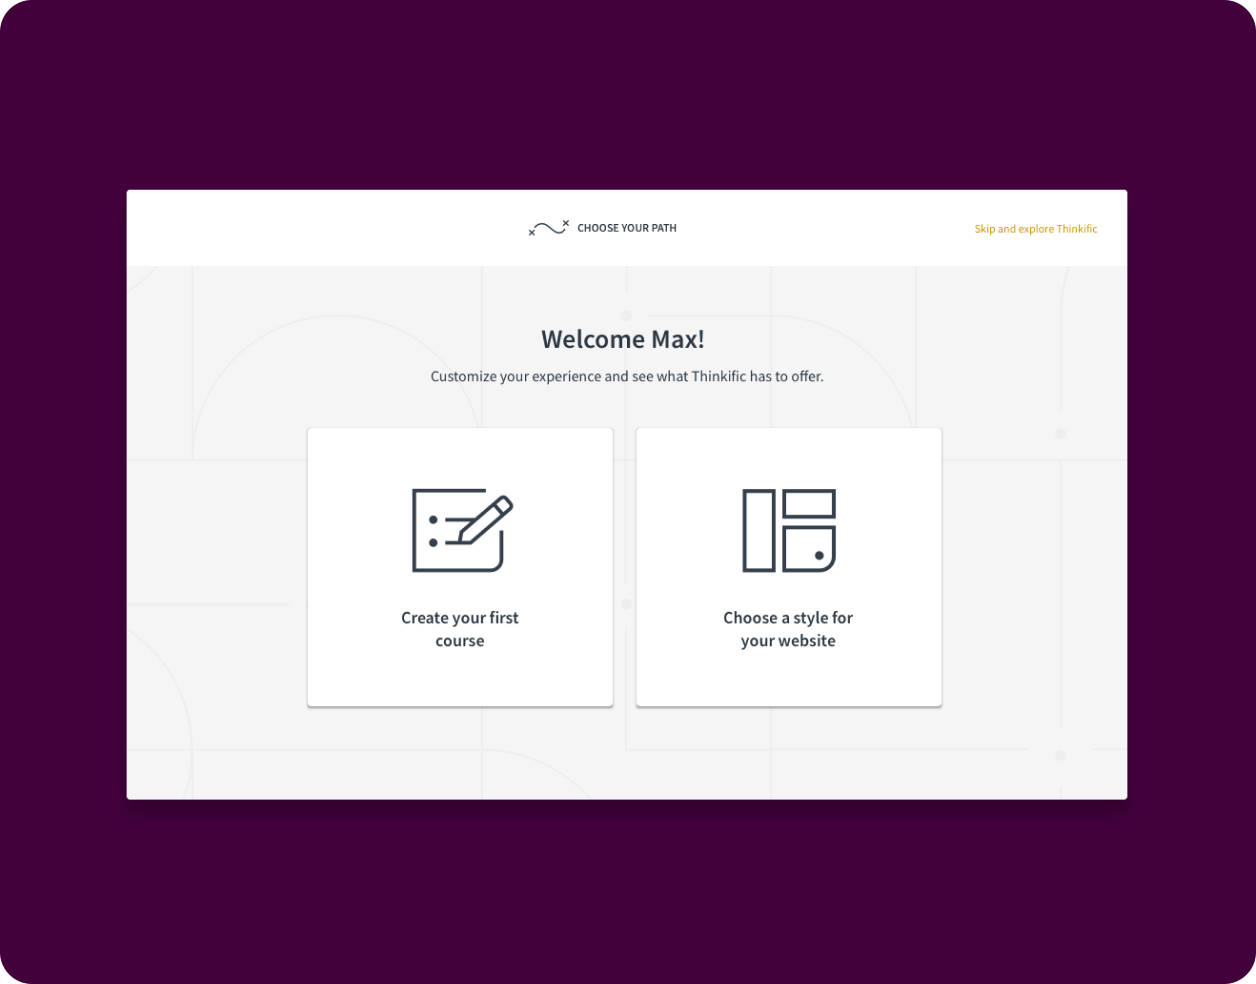 CHOOSE YOUR PATH
Skip and explore Thinkific
Welcome Max!
Customize your experience and see what Thinkific has to offer.
Create your first
course
Choose a style for
your website